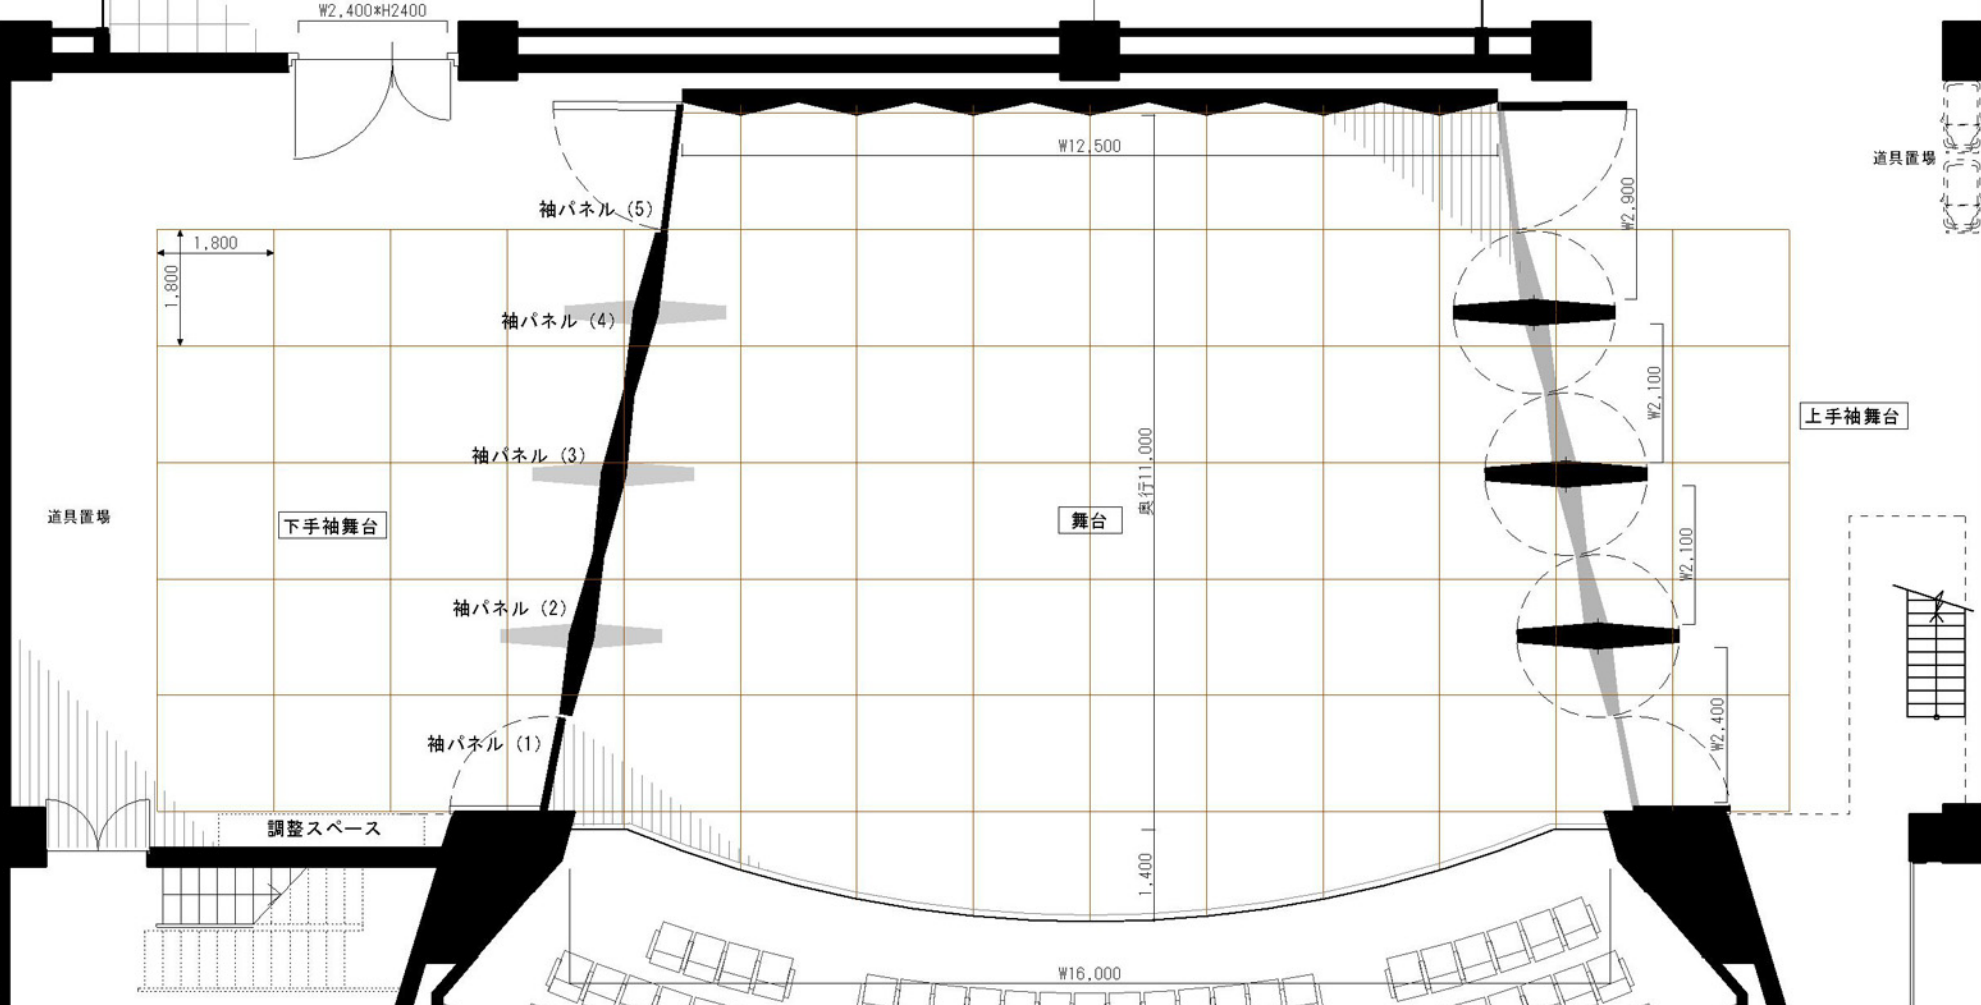 W2,400*H2400
W12,500
道具置場
袖パネル (5)
W2,900
1,800
1,800
袖パネル (4)
W2,100
上手袖舞台
袖パネル (3)
奥行11,000
道具置場
下手袖舞台
舞台
W2,100
袖パネル (2)
袖パネル (1)
W2,400
調整スペース
1,400
W16,000